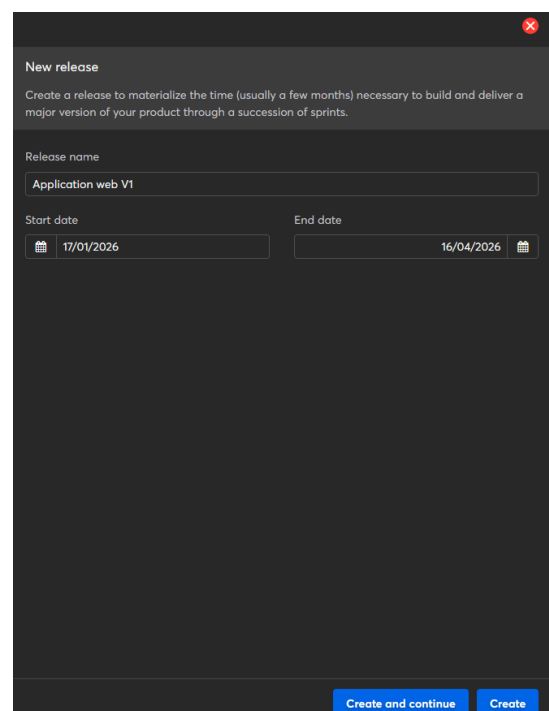 New release
Create a release to materialize the time (usually a few months) necessary to build and deliver a
major version of your product through a succession of sprints.
Release name
Application web V1
Start date
End date
17/01/2026
16/04/2026
Create and continue
Create